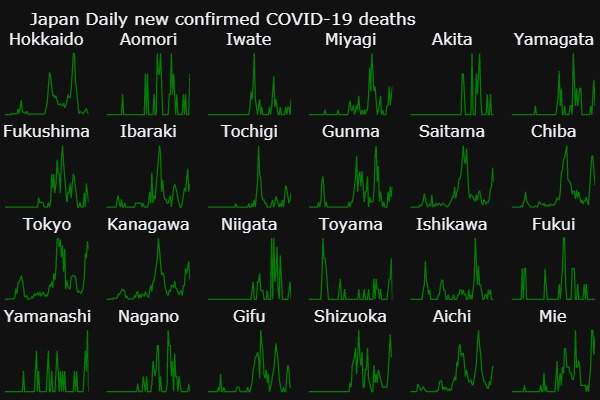 Japan Daily new confirmed COVID-19 deaths
Hokkaido Aomori Iwate Miyagi Akita Yamagata
Fukushima Ibaraki Tochigi Gunma Saitama Chiba
Tokyo Kanagawa Niigata Toyama Ishikawa Fukui
Yamanashi Nagano Gifu Shizuoka Aichi Mie